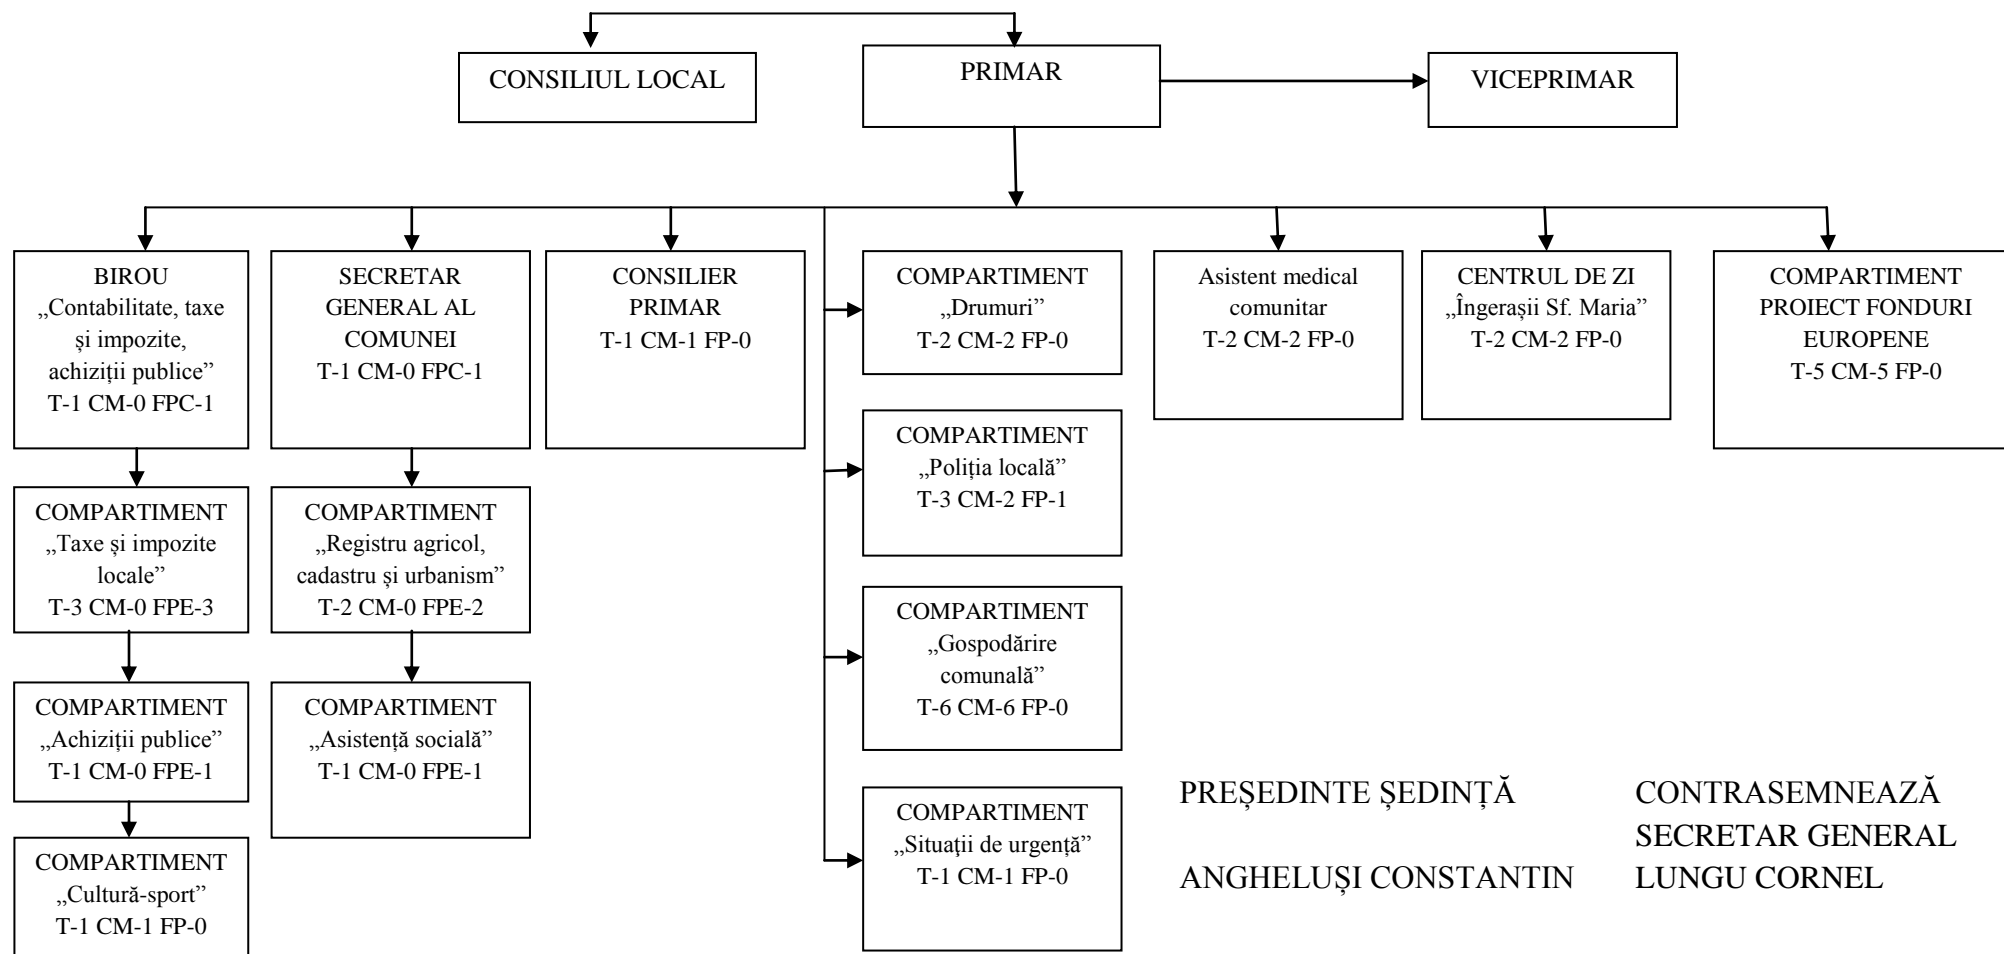 CONSILIUL LOCAL
PRIMAR
VICEPRIMAR
BIROU
„Contabilitate, taxe
și impozite,
achiziții publice”
T-1 CM-0 FPC-1
SECRETAR
GENERAL AL
COMUNEI
T-1 CM-0 FPC-1
CONSILIER
PRIMAR
T-1 CM-1 FP-0
COMPARTIMENT
„Drumuri”
T-2 CM-2 FP-0
Asistent medical
comunitar
T-2 CM-2 FP-0
CENTRUL DE ZI
„Îngerașii Sf. Maria”
T-2 CM-2 FP-0
COMPARTIMENT
PROIECT FONDURI
EUROPENE
T-5 CM-5 FP-0
COMPARTIMENT
„Poliția locală”
T-3 CM-2 FP-1
COMPARTIMENT
„Taxe și impozite
locale”
T-3 CM-0 FPE-3
COMPARTIMENT
„Registru agricol,
cadastru și urbanism”
T-2 CM-0 FPE-2
COMPARTIMENT
„Gospodărire
comunală”
T-6 CM-6 FP-0
COMPARTIMENT
„Achiziții publice”
T-1 CM-0 FPE-1
COMPARTIMENT
„Asistență socială”
T-1 CM-0 FPE-1
COMPARTIMENT
„Situaţii de urgență”
T-1 CM-1 FP-0
COMPARTIMENT
„Cultură-sport”
T-1 CM-1 FP-0
PREȘEDINTE ȘEDINȚĂ
ANGHELUȘI CONSTANTIN
CONTRASEMNEAZĂ
SECRETAR GENERAL
LUNGU CORNEL